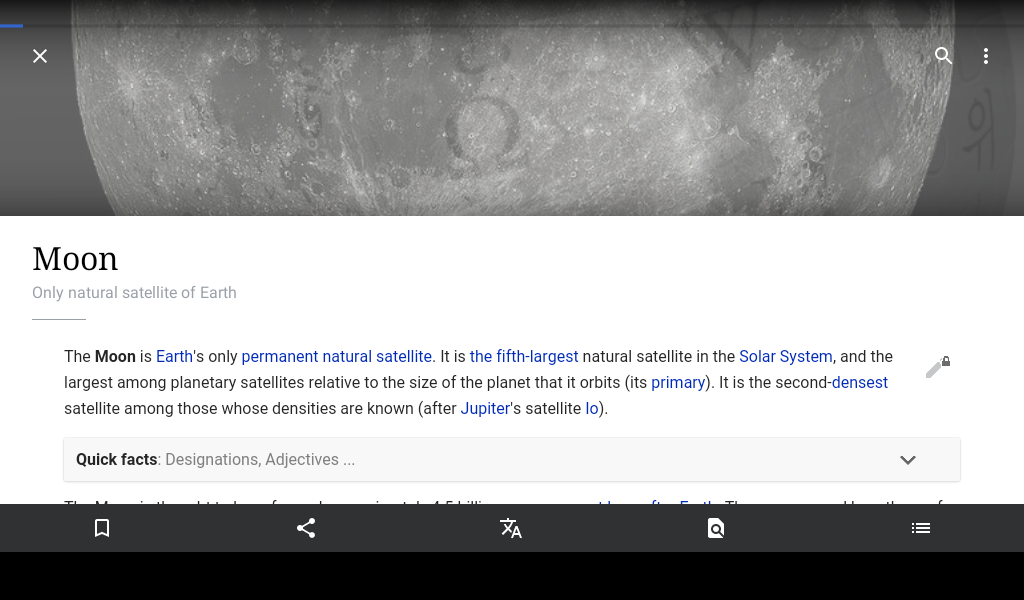 Moon
Only natural satellite of Earth
The Moon is Earth's only permanent natural satellite. It is the fifth-largest natural satellite in the Solar System, and the
largest among planetary satellites relative to the size of the planet that it orbits (its primary). It is the second-densest
satellite among those whose densities are known (after Jupiter's satellite Io).
Quick facts: Designations, Adjectives ...